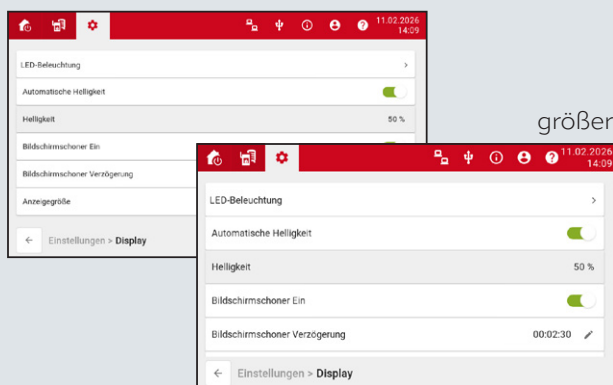 11.02.2026
14:09
LED-Beleuchtung
Automatische Helligkeit
Helligkeit 50 %
Bildschirmschoner Ein
Bildschirmschoner Verzögerung
Anzeigegröße
Einstellungen > Display
größer
11.02.2026
14:09
LED-Beleuchtung
Automatische Helligkeit
Helligkeit 50 %
Bildschirmschoner Ein
Bildschirmschoner Verzögerung 00:02:30
Einstellungen > Display